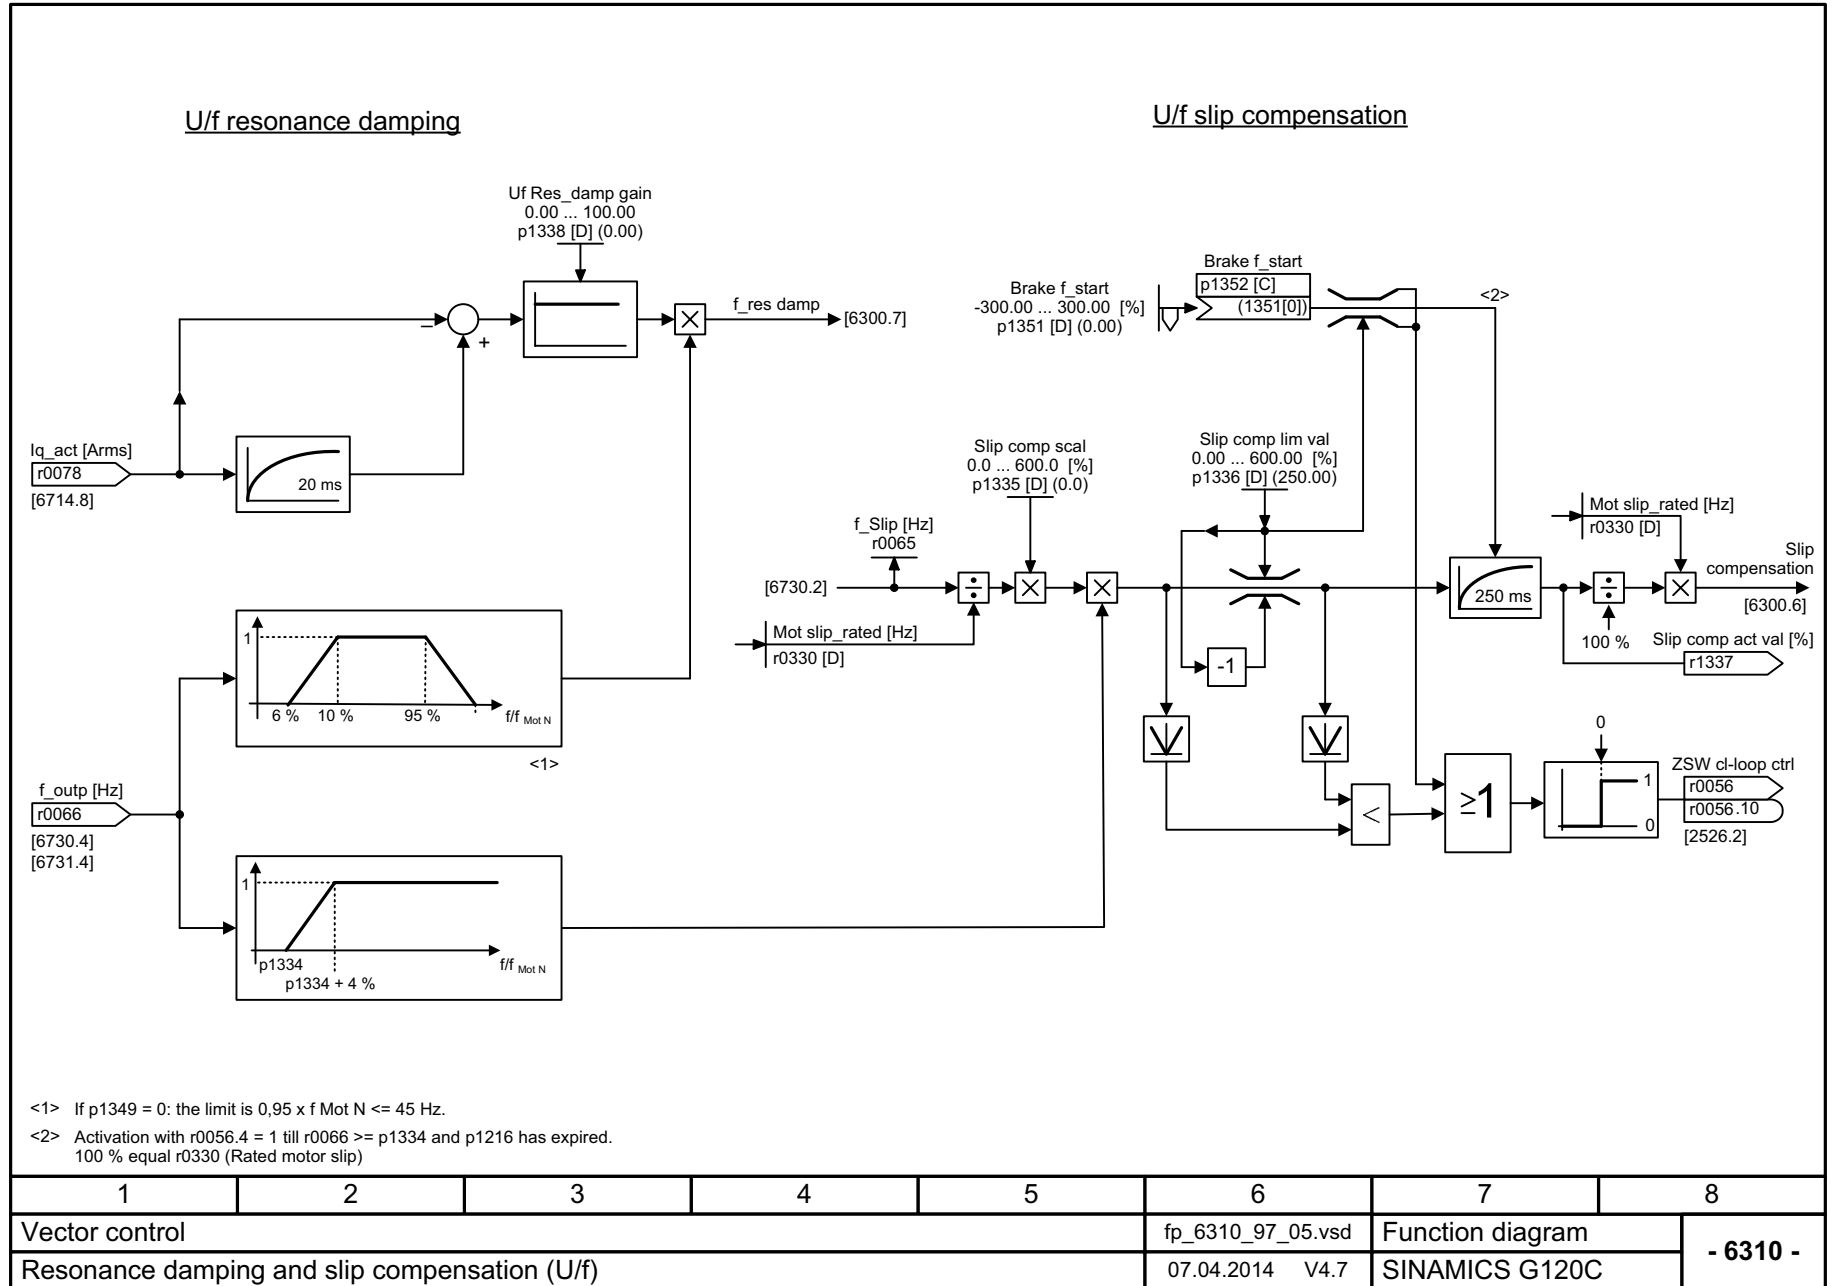 U/f resonance damping
U/f slip compensation
Uf Res_damp gain
0.00 ... 100.00
p1338 [D] (0.00)
f_res damp
[6300.7]
–
+
Iq_act [Arms]
r0078
[6714.8]
20 ms
1
6 %
10 %
95 %
f/f Mot N
<1>
f_outp [Hz]
r0066
[6730.4]
[6731.4]
1
p1334
p1334 + 4 %
f/f Mot N
Brake f_start
-300.00 ... 300.00 [%]
p1351 [D] (0.00)
Brake f_start
p1352 [C]
(1351[0])
<2>
Slip comp scal
0.0 ... 600.0 [%]
p1335 [D] (0.0)
Slip comp lim val
0.00 ... 600.00 [%]
p1336 [D] (250.00)
f_Slip [Hz]
r0065
[6730.2]
Mot slip_rated [Hz]
r0330 [D]
-1
250 ms
Mot slip_rated [Hz]
r0330 [D]
Slip
compensation
[6300.6]
100 %
Slip comp act val [%]
r1337
<
≥1
0
1
0
ZSW cl-loop ctrl
r0056
r0056.10
[2526.2]
<1> If p1349 = 0: the limit is 0,95 x f Mot N <= 45 Hz.
<2> Activation with r0056.4 = 1 till r0066 >= p1334 and p1216 has expired.
100 % equal r0330 (Rated motor slip)
1 2 3 4 5 6 7 8
Vector control
fp_6310_97_05.vsd
Function diagram
- 6310 -
Resonance damping and slip compensation (U/f)
07.04.2014 V4.7
SINAMICS G120C